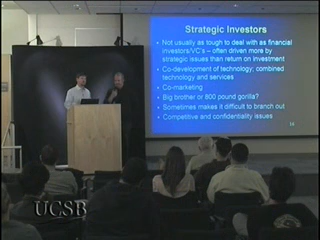 Strategic Investors
• Not usually as tough to deal with as financial
investors/VC's – often driven more by
strategic issues than return on investment
• Co-development of technology; combined
technology and services
• Co-marketing
• Big brother or 800 pound gorilla?
• Sometimes makes it difficult to branch out
• Competitive and confidentiality issues
UCSB